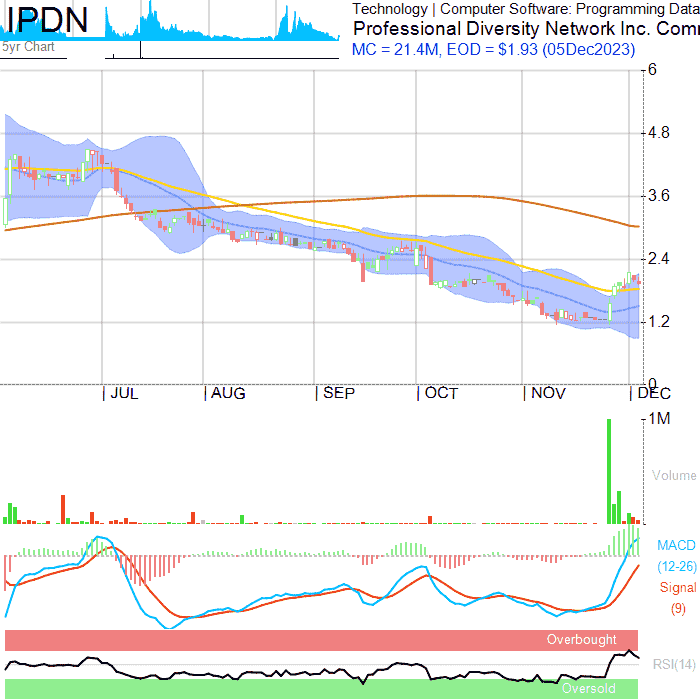 IPDN
5yr Chart
Technology | Computer Software: Programming Data
Professional Diversity Network Inc. Com
MC = 21.4M, EOD = $1.93 (05Dec2023)
6
4.8
3.6
2.4
1.2
0
JUL AUG SEP OCT NOV DEC
1M
Volume
MACD
(12-26)
Signal
(9)
Overbought
RSI(14)
Oversold